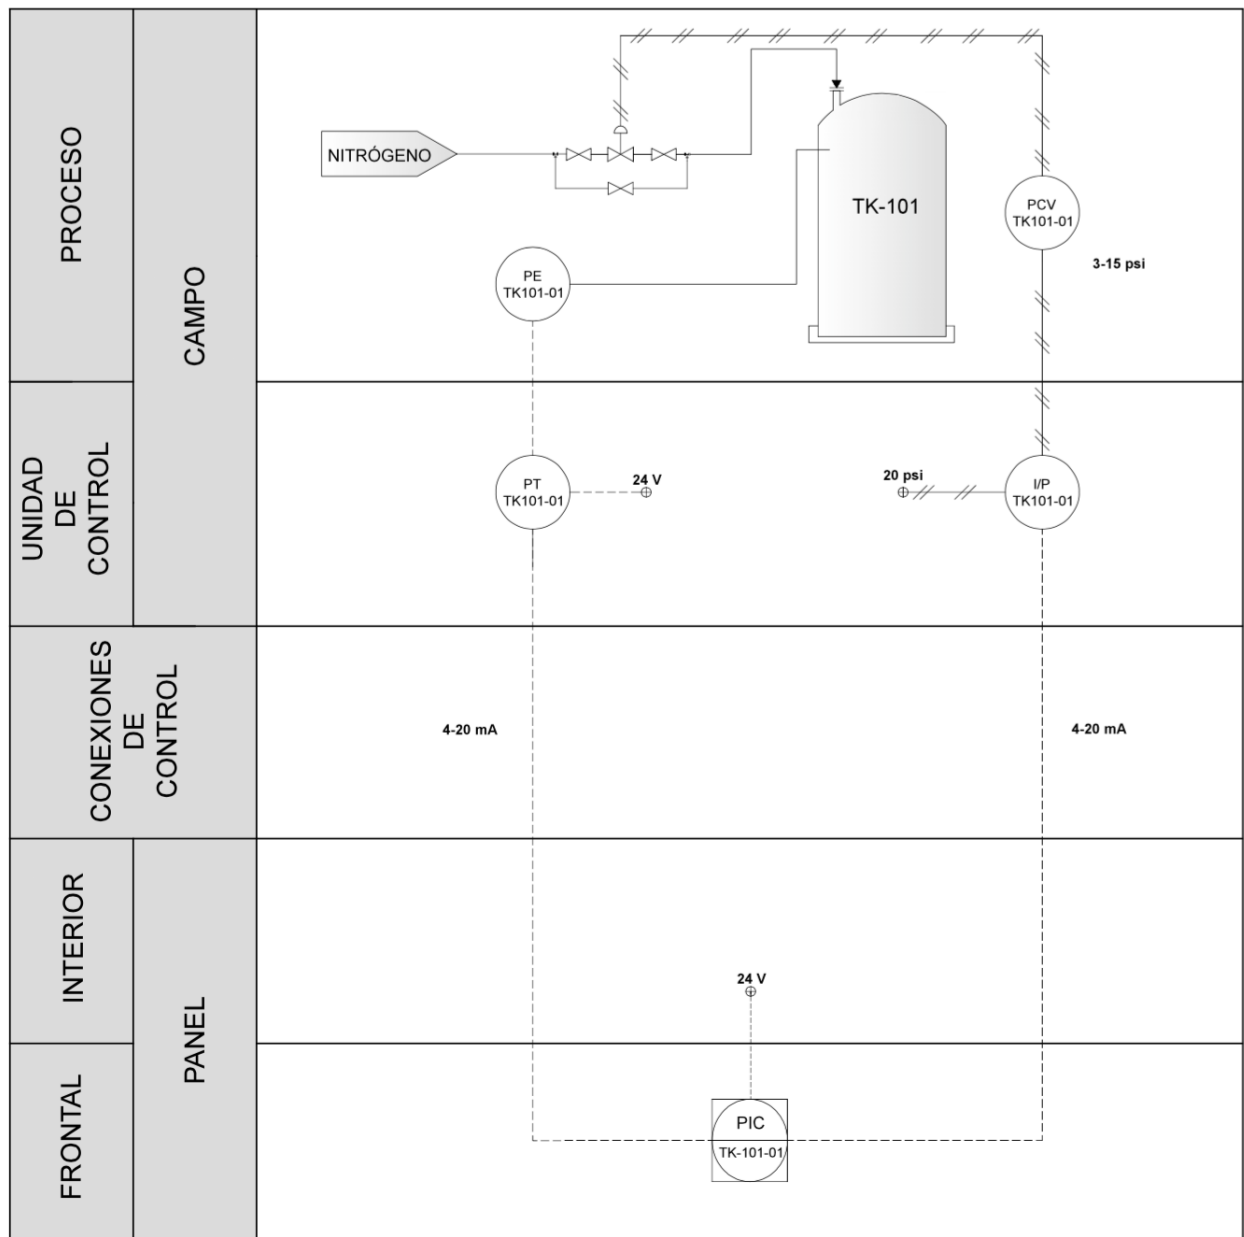 PROCESO
CAMPO
NITRÓGENO
TK-101
PCV
TK101-01
3-15 psi
PE
TK101-01
UNIDAD
DE
CONTROL
PT
TK101-01
24 V
20 psi
I/P
TK101-01
CONEXIONES
DE
CONTROL
4-20 mA
4-20 mA
INTERIOR
PANEL
24 V
FRONTAL
PIC
TK-101-01